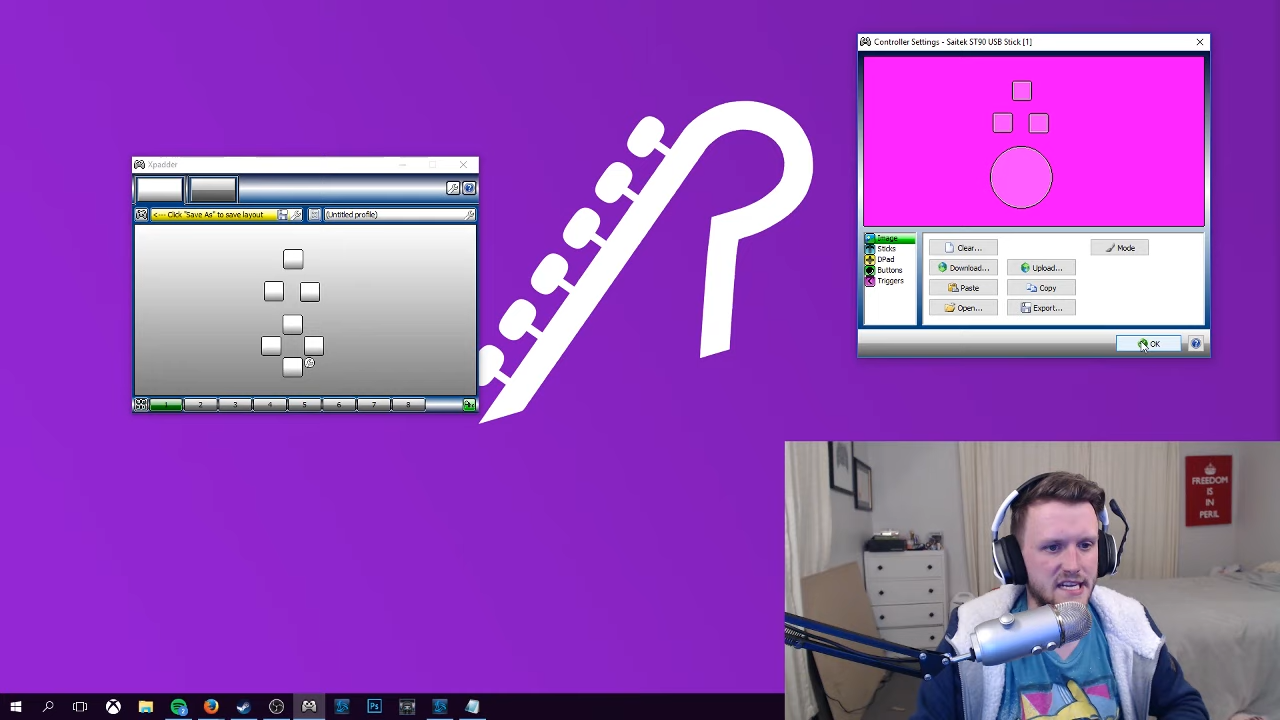 Controller Settings - Saitek ST90 USB Stick [1]
Image
Sticks
DPad
Buttons
Triggers
Clear...
Mode
Download...
Upload...
Paste
Copy
Open...
Export...
OK
Xpadder
<--- Click "Save As" to save layout
(Untitled profile)
1 2 3 4 5 6 7 8
FREEDOM
IS
IN
PERIL
Ps